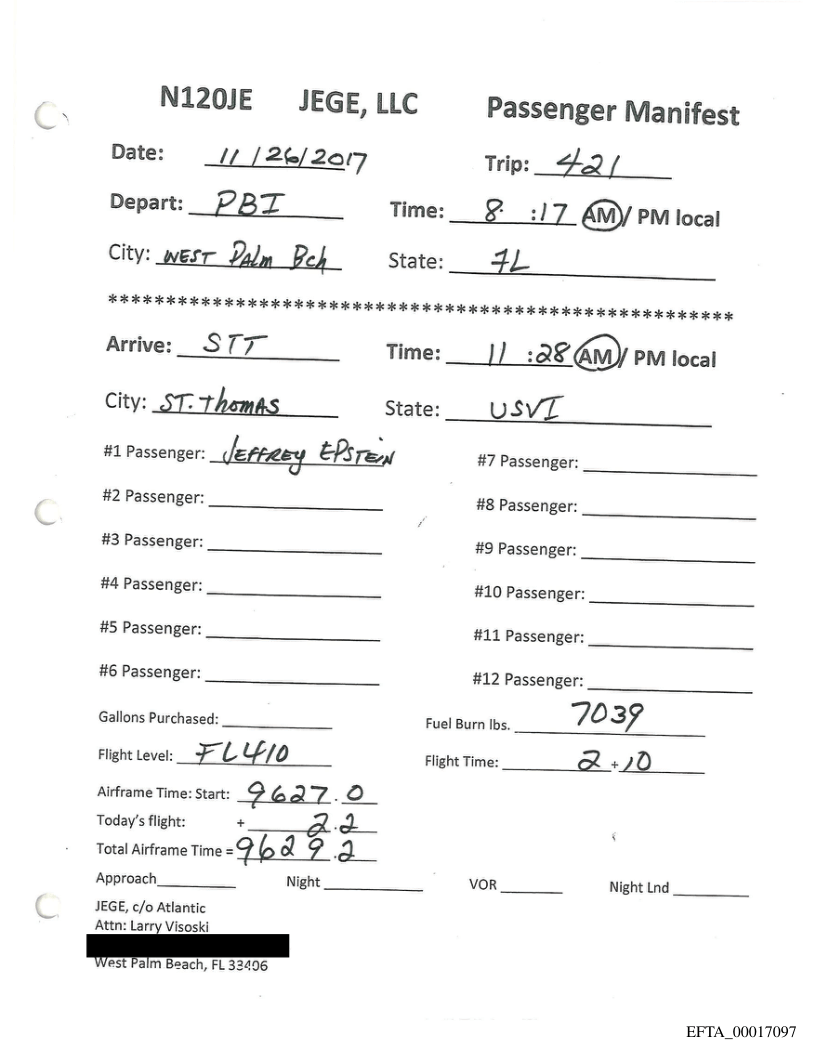 N120JE JEGE, LLC Passenger Manifest
Date: 11/26/2017 Trip: 421
Depart: PBI Time: 8 :17 AM/ PM local
City: WEST PALM Bch State: FL
******************************************************
Arrive: STT Time: 11 :28 AM/ PM local
City: ST. THOMAS State: USVI
#1 Passenger: JEFFREY EPSTEIN #7 Passenger:
#2 Passenger: #8 Passenger:
#3 Passenger: #9 Passenger:
#4 Passenger: #10 Passenger:
#5 Passenger: #11 Passenger:
#6 Passenger: #12 Passenger:
Gallons Purchased: Fuel Burn lbs. 7039
Flight Level: FL410 Flight Time: 2+10
Airframe Time: Start: 9627.0
Today's flight: + 2.2
Total Airframe Time = 9629.2
Approach Night VOR Night Lnd
JEGE, c/o Atlantic
Attn: Larry Visoski
West Palm Beach, FL 33406
EFTA_00017097